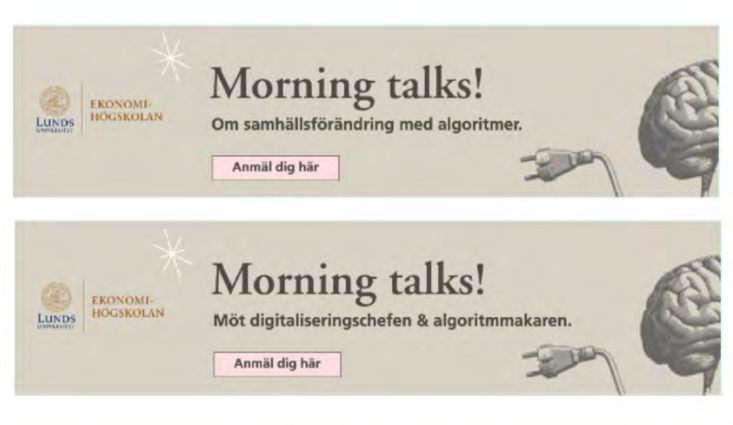 Morning talks!
Om samhällsförändring med algoritmer.
LUNDS
UNIVERSITET
EKONOMI-
HÖGSKOLAN
Anmäl dig här
Morning talks!
Möt digitaliseringschefen & algoritmmakaren.
LUNDS
UNIVERSITET
EKONOMI-
HÖGSKOLAN
Anmäl dig här